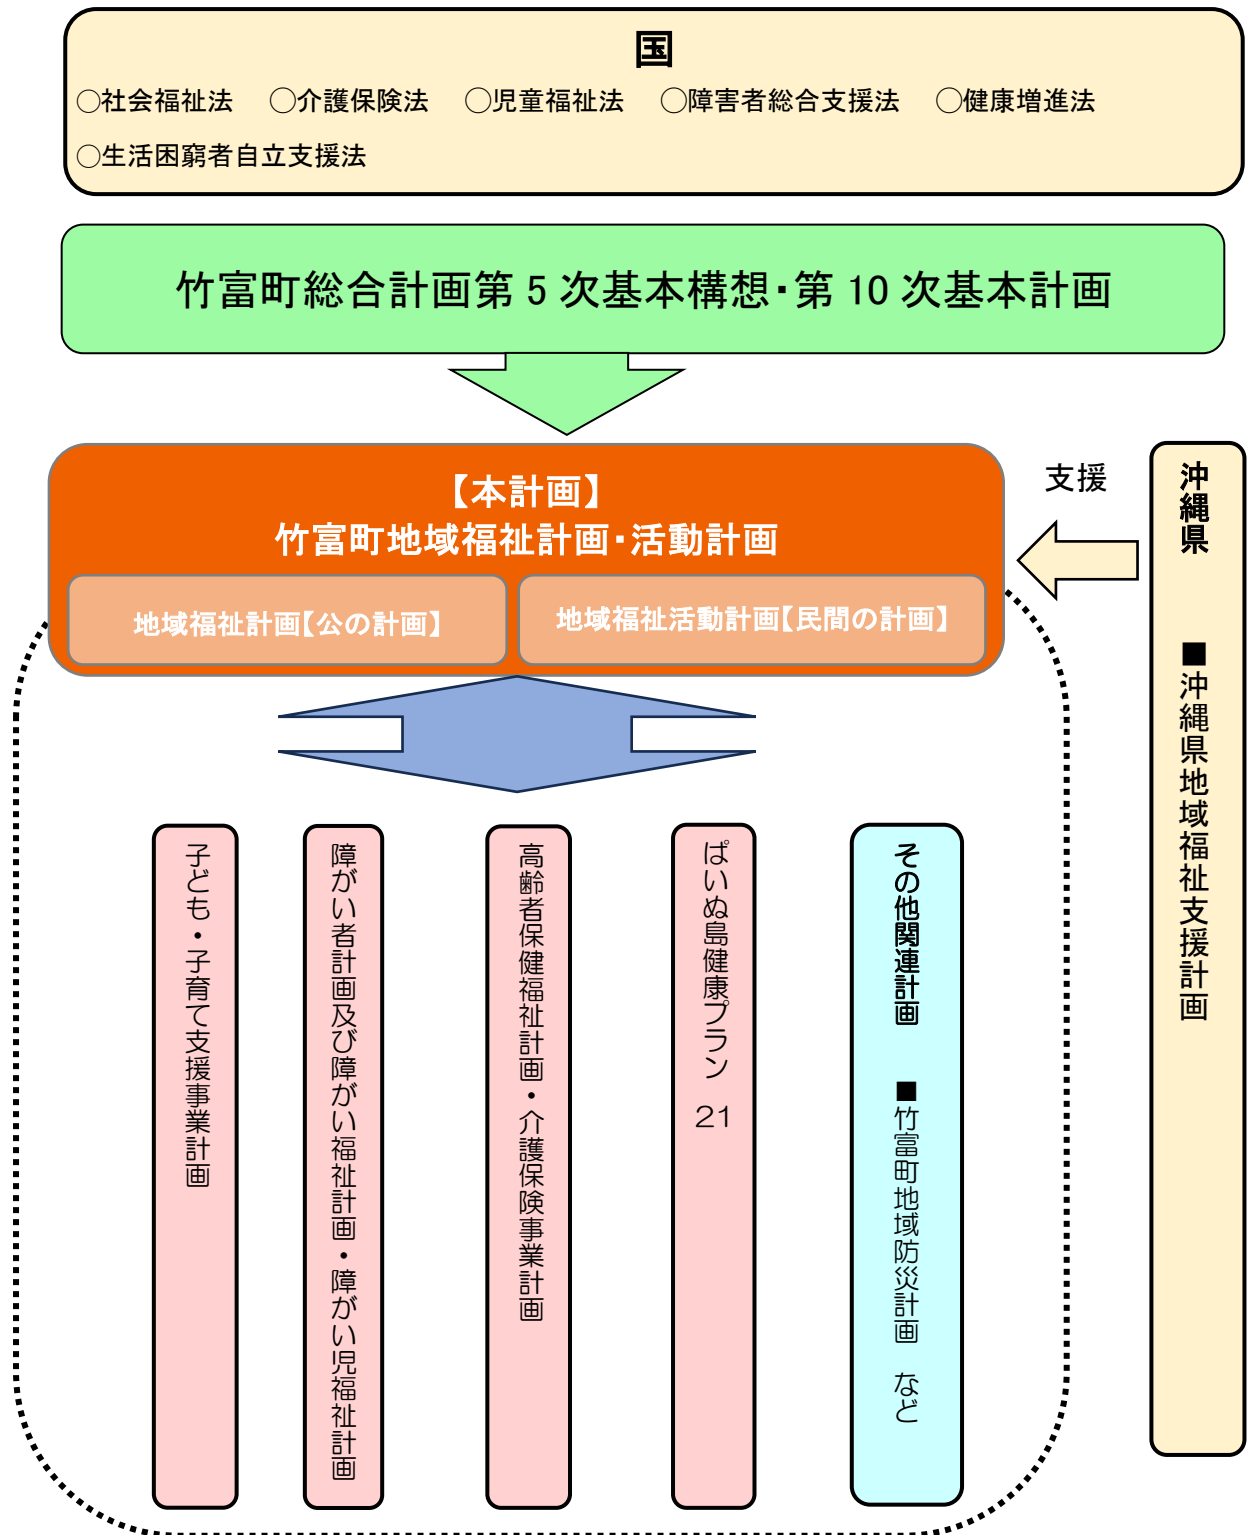 国
○社会福祉法 ○介護保険法 ○児童福祉法 ○障害者総合支援法 ○健康増進法
○生活困窮者自立支援法
竹富町総合計画第 5 次基本構想・第 10 次基本計画
【本計画】
竹富町地域福祉計画・活動計画
地域福祉計画【公の計画】
地域福祉活動計画【民間の計画】
支援
沖縄県 ■沖縄県地域福祉支援計画
子ども・子育て支援事業計画
障がい者計画及び障がい福祉計画・障がい児福祉計画
高齢者保健福祉計画・介護保険事業計画
ぱいぬ島健康プラン 21
その他関連計画 ■竹富町地域防災計画 など